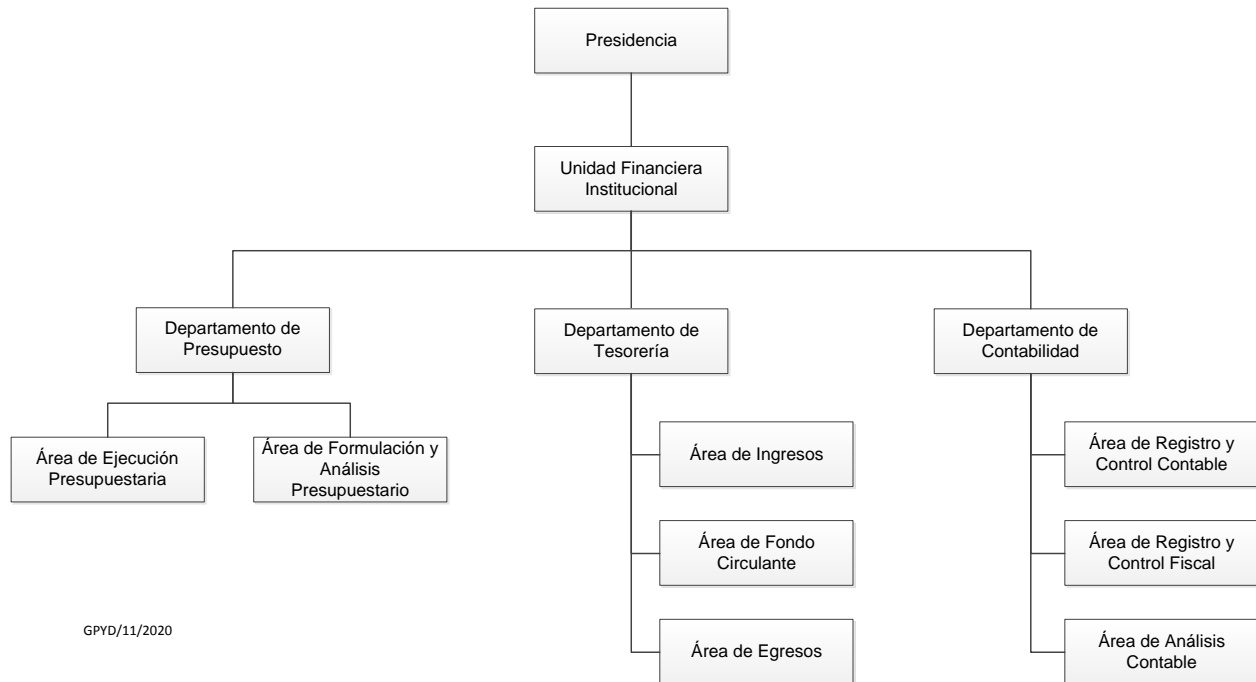 Presidencia
Unidad Financiera
Institucional
Departamento de
Presupuesto
Departamento de
Tesorería
Departamento de
Contabilidad
Área de Ejecución
Presupuestaria
Área de Formulación y
Análisis
Presupuestario
Área de Ingresos
Área de Fondo
Circulante
Área de Egresos
Área de Registro y
Control Contable
Área de Registro y
Control Fiscal
Área de Análisis
Contable
GPYD/11/2020